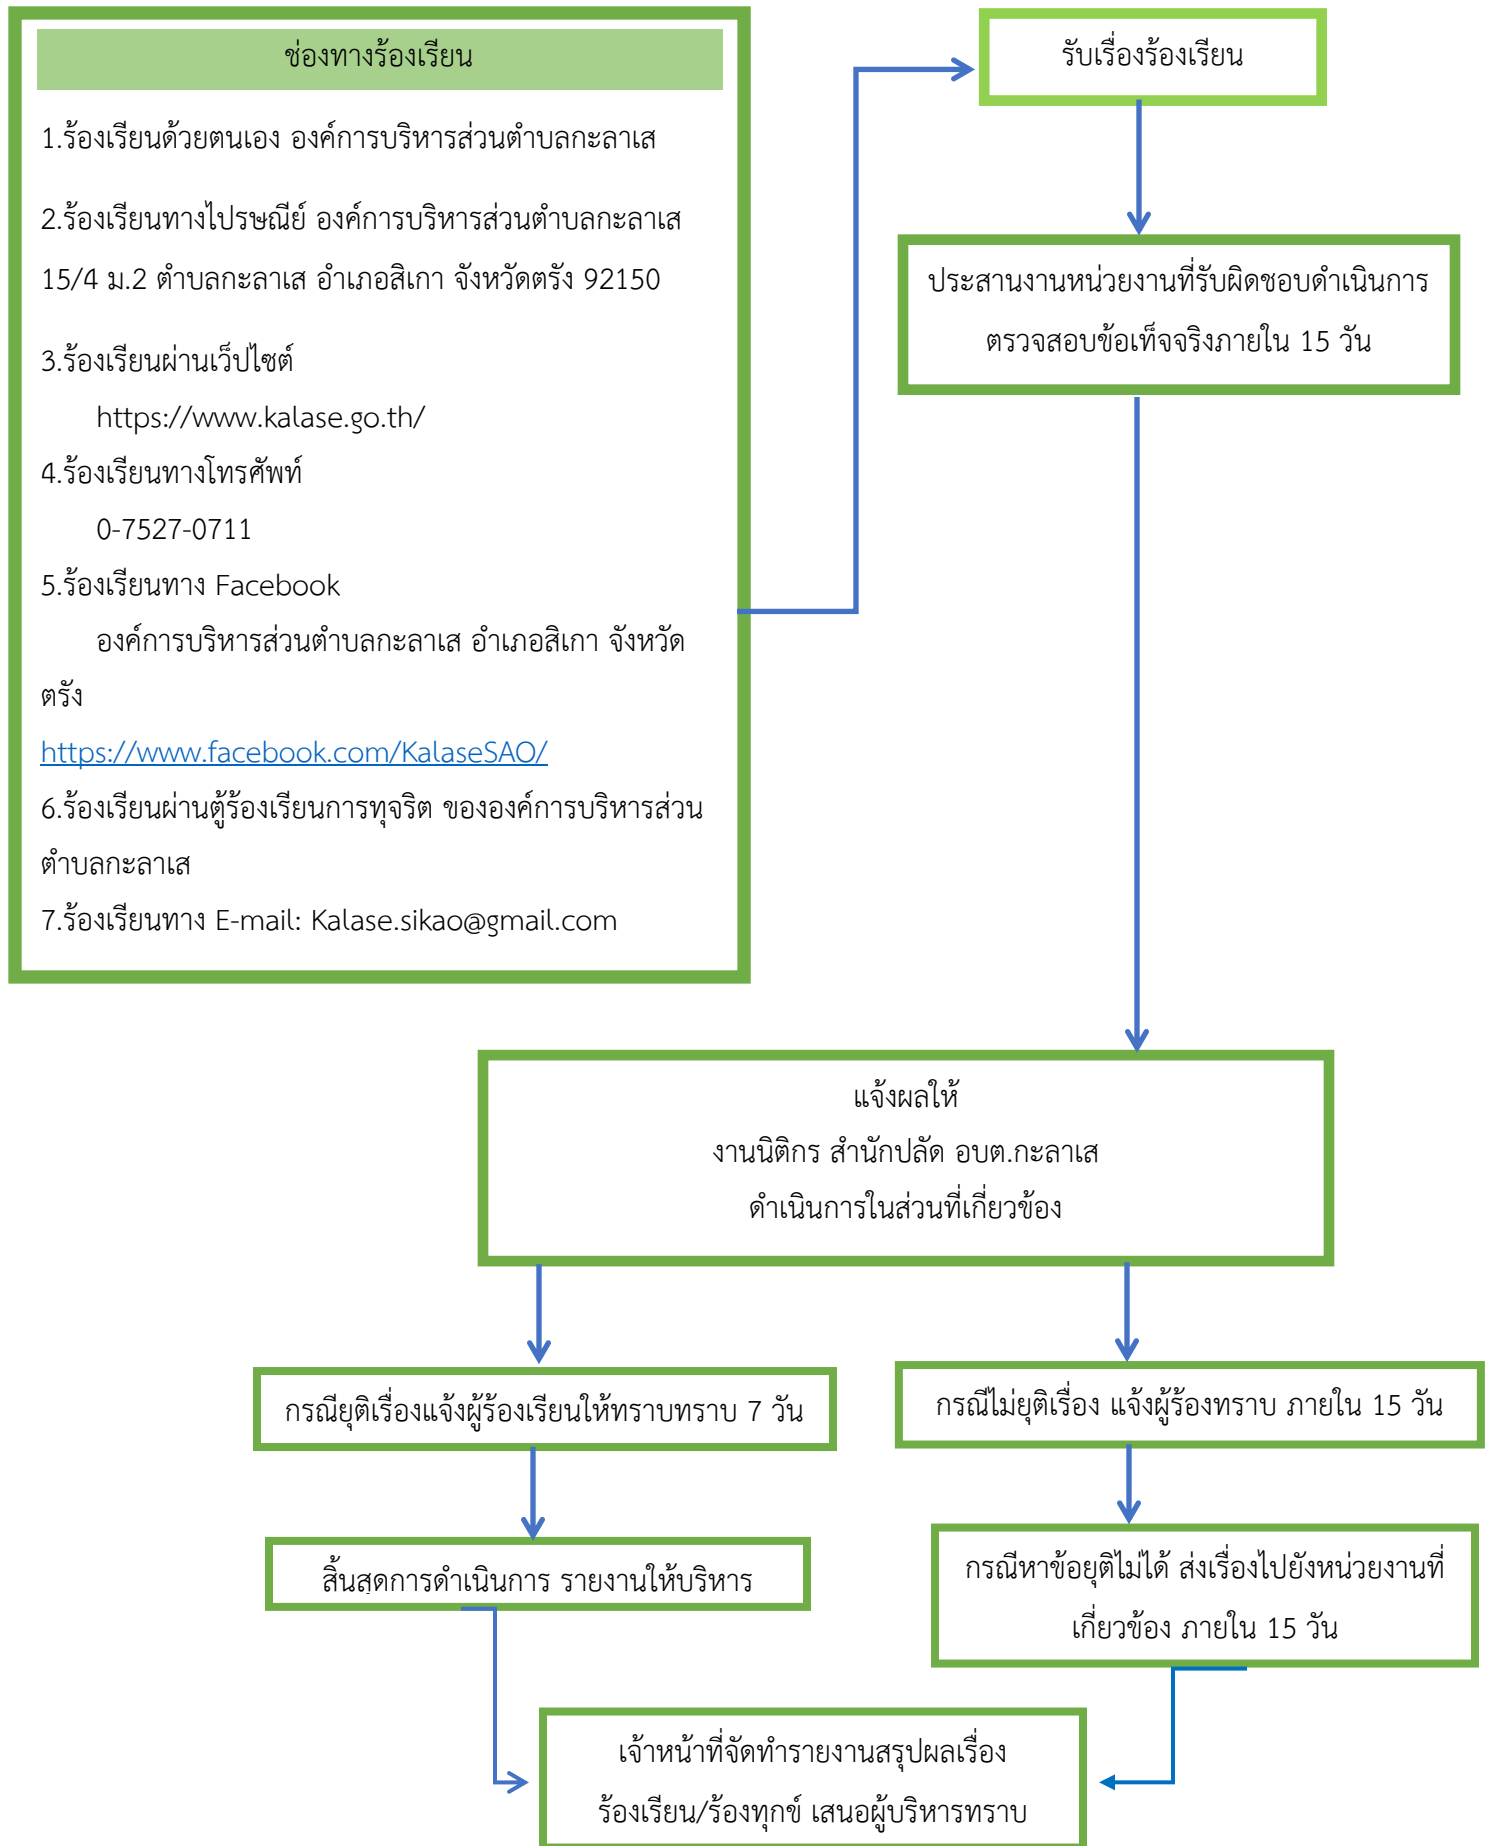 ช่องทางร้องเรียน
1.ร้องเรียนด้วยตนเอง องค์การบริหารส่วนตำบลกะลาเส
2.ร้องเรียนทางไปรษณีย์ องค์การบริหารส่วนตำบลกะลาเส
15/4 ม.2 ตำบลกะลาเส อำเภอสิเกา จังหวัดตรัง 92150
3.ร้องเรียนผ่านเว็ปไซต์
https://www.kalase.go.th/
4.ร้องเรียนทางโทรศัพท์
0-7527-0711
5.ร้องเรียนทาง Facebook
องค์การบริหารส่วนตำบลกะลาเส อำเภอสิเกา จังหวัด
ตรัง
https://www.facebook.com/KalaseSAO/
6.ร้องเรียนผ่านตู้ร้องเรียนการทุจริต ขององค์การบริหารส่วน
ตำบลกะลาเส
7.ร้องเรียนทาง E-mail: Kalase.sikao@gmail.com
รับเรื่องร้องเรียน
ประสานงานหน่วยงานที่รับผิดชอบดำเนินการ
ตรวจสอบข้อเท็จจริงภายใน 15 วัน
แจ้งผลให้
งานนิติกร สำนักปลัด อบต.กะลาเส
ดำเนินการในส่วนที่เกี่ยวข้อง
กรณียุติเรื่องแจ้งผู้ร้องเรียนให้ทราบทราบ 7 วัน
กรณีไม่ยุติเรื่อง แจ้งผู้ร้องทราบ ภายใน 15 วัน
สิ้นสุดการดำเนินการ รายงานให้บริหาร
กรณีหาข้อยุติไม่ได้ ส่งเรื่องไปยังหน่วยงานที่
เกี่ยวข้อง ภายใน 15 วัน
เจ้าหน้าที่จัดทำรายงานสรุปผลเรื่อง
ร้องเรียน/ร้องทุกข์ เสนอผู้บริหารทราบ